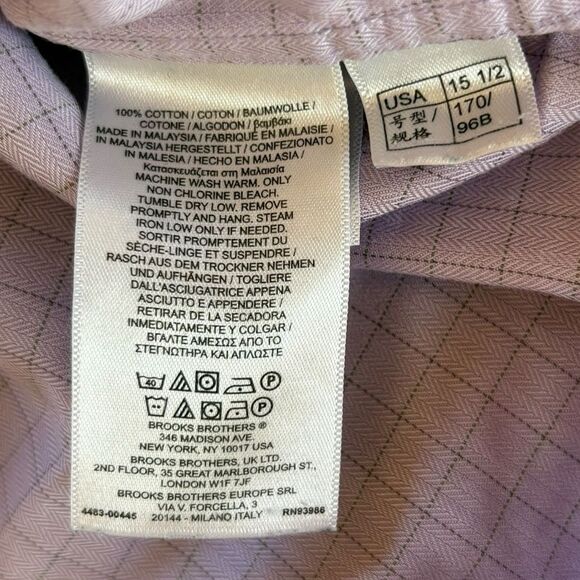 100% COTTON / COTON / BAUMWOLLE /
COTONE / ALGODON / βαμβάκι
MADE IN MALAYSIA / FABRIQUÉ EN MALAISIE /
IN MALAYSIA HERGESTELLT / CONFEZIONATO
IN MALESIA / HECHO EN MALASIA /
Κατασκευάζεται στη Μαλαισία
MACHINE WASH WARM. ONLY
NON CHLORINE BLEACH.
TUMBLE DRY LOW. REMOVE
PROMPTLY AND HANG. STEAM
IRON LOW ONLY IF NEEDED.
SORTIR PROMPTEMENT DU
SÈCHE-LINGE ET SUSPENDRE /
RASCH AUS DEM TROCKNER NEHMEN
UND AUFHÄNGEN / TOGLIERE
DALL'ASCIUGATRICE APPENA
ASCIUTTO E APPENDERE /
RETIRAR DE LA SECADORA
INMEDIATAMENTE Y COLGAR /
ΒΓΑΛΤΕ ΑΜΕΣΩΣ ΑΠΟ ΤΟ
ΣΤΕΓΝΩΤΗΡΑ ΚΑΙ ΑΠΛΩΣΤΕ
40 P
P
BROOKS BROTHERS ®
346 MADISON AVE.
NEW YORK, NY 10017 USA
BROOKS BROTHERS, UK LTD.
2ND FLOOR, 35 GREAT MARLBOROUGH ST.,
LONDON W1F 7JF
BROOKS BROTHERS EUROPE SRL
VIA V. FORCELLA, 3
4483-00445 20144 - MILANO ITALY RN93986
USA 15 1/2
号型/规格 170/96B